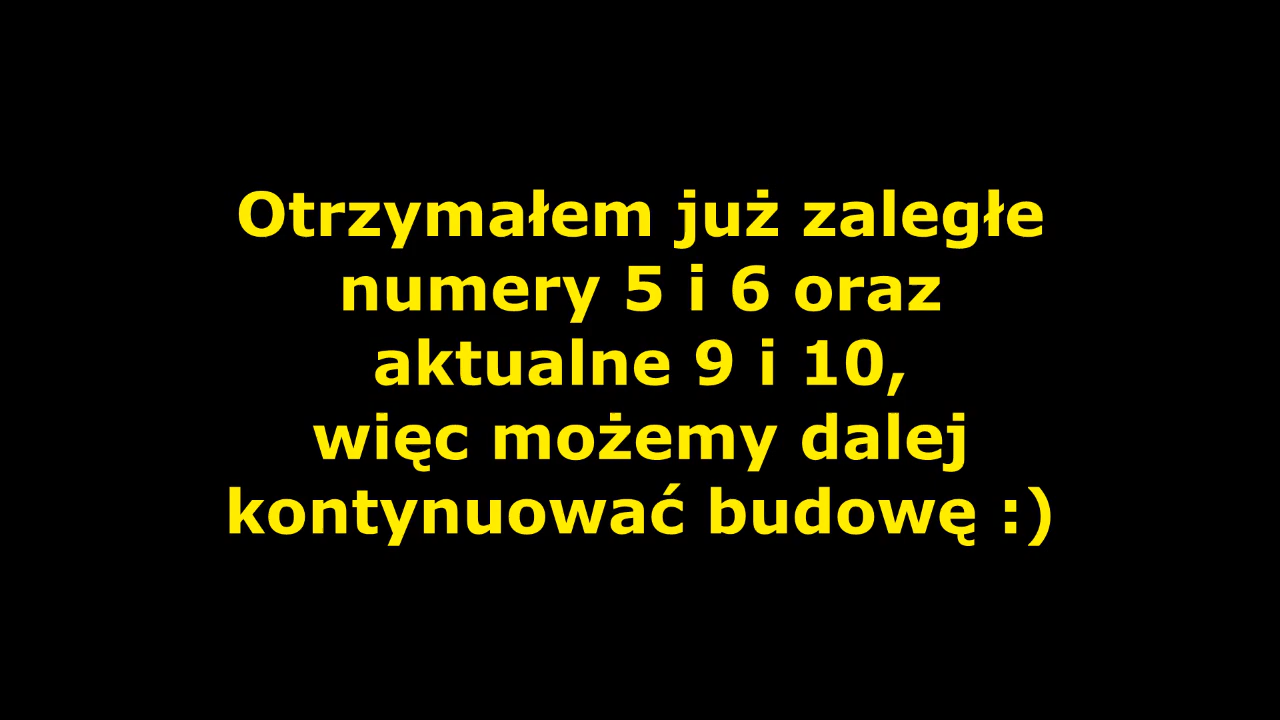 Otrzymałem już zaległe
numery 5 i 6 oraz
aktualne 9 i 10,
więc możemy dalej
kontynuować budowę :)